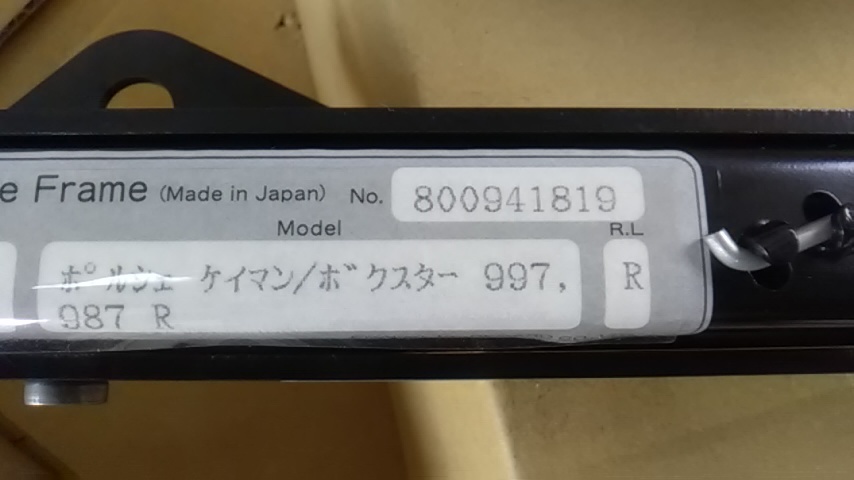 e Frame (Made in Japan) No. 800941819
Model R.L
ポルシェ ケイマン/ボクスター 997, R
987 R